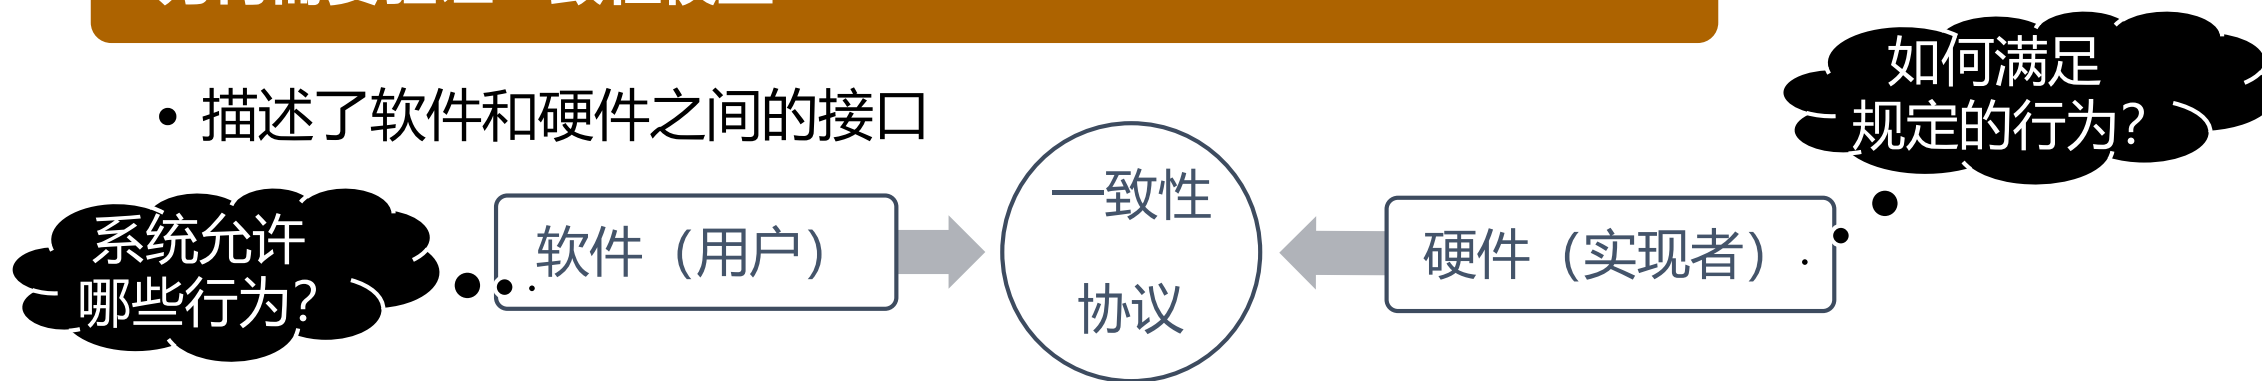 描述了软件和硬件之间的接口
如何满足
规定的行为?
系统允许
哪些行为?
软件（用户）
一致性
协议
硬件（实现者）